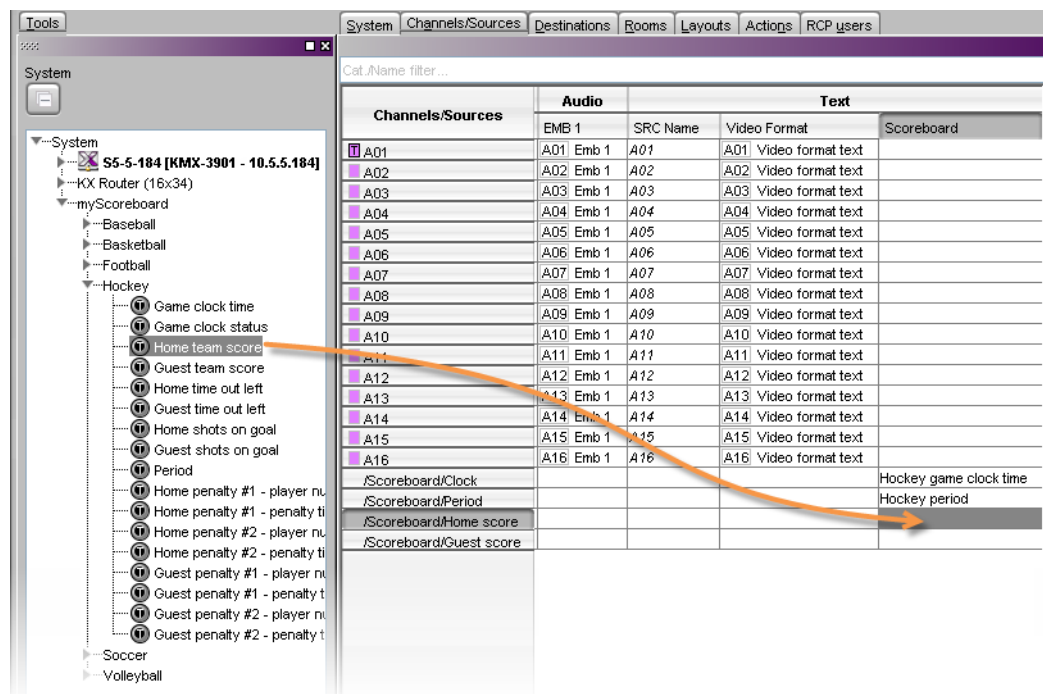 Tools
System
System
S5-5-184 [KMX-3901 - 10.5.5.184]
KX Router (16x34)
myScoreboard
Baseball
Basketball
Football
Hockey
Game clock time
Game clock status
Home team score
Guest team score
Home time out left
Guest time out left
Home shots on goal
Guest shots on goal
Period
Home penalty #1 - player nu
Home penalty #1 - penalty ti
Home penalty #2 - player nu
Home penalty #2 - penalty ti
Guest penalty #1 - player nu
Guest penalty #1 - penalty t
Guest penalty #2 - player nu
Guest penalty #2 - penalty t
Soccer
Volleyball
System Channels/Sources Destinations Rooms Layouts Actions RCP users
Cat./Name filter...
Channels/Sources Audio Text
EMB 1 SRC Name Video Format Scoreboard
A01 A01 Emb 1 A01 A01 Video format text
A02 A02 Emb 1 A02 A02 Video format text
A03 A03 Emb 1 A03 A03 Video format text
A04 A04 Emb 1 A04 A04 Video format text
A05 A05 Emb 1 A05 A05 Video format text
A06 A06 Emb 1 A06 A06 Video format text
A07 A07 Emb 1 A07 A07 Video format text
A08 A08 Emb 1 A08 A08 Video format text
A09 A09 Emb 1 A09 A09 Video format text
A10 A10 Emb 1 A10 A10 Video format text
A11 A11 Emb 1 A11 A11 Video format text
A12 A12 Emb 1 A12 A12 Video format text
A13 A13 Emb 1 A13 A13 Video format text
A14 A14 Emb 1 A14 A14 Video format text
A15 A15 Emb 1 A15 A15 Video format text
A16 A16 Emb 1 A16 A16 Video format text
/Scoreboard/Clock Hockey game clock time
/Scoreboard/Period Hockey period
/Scoreboard/Home score
/Scoreboard/Guest score